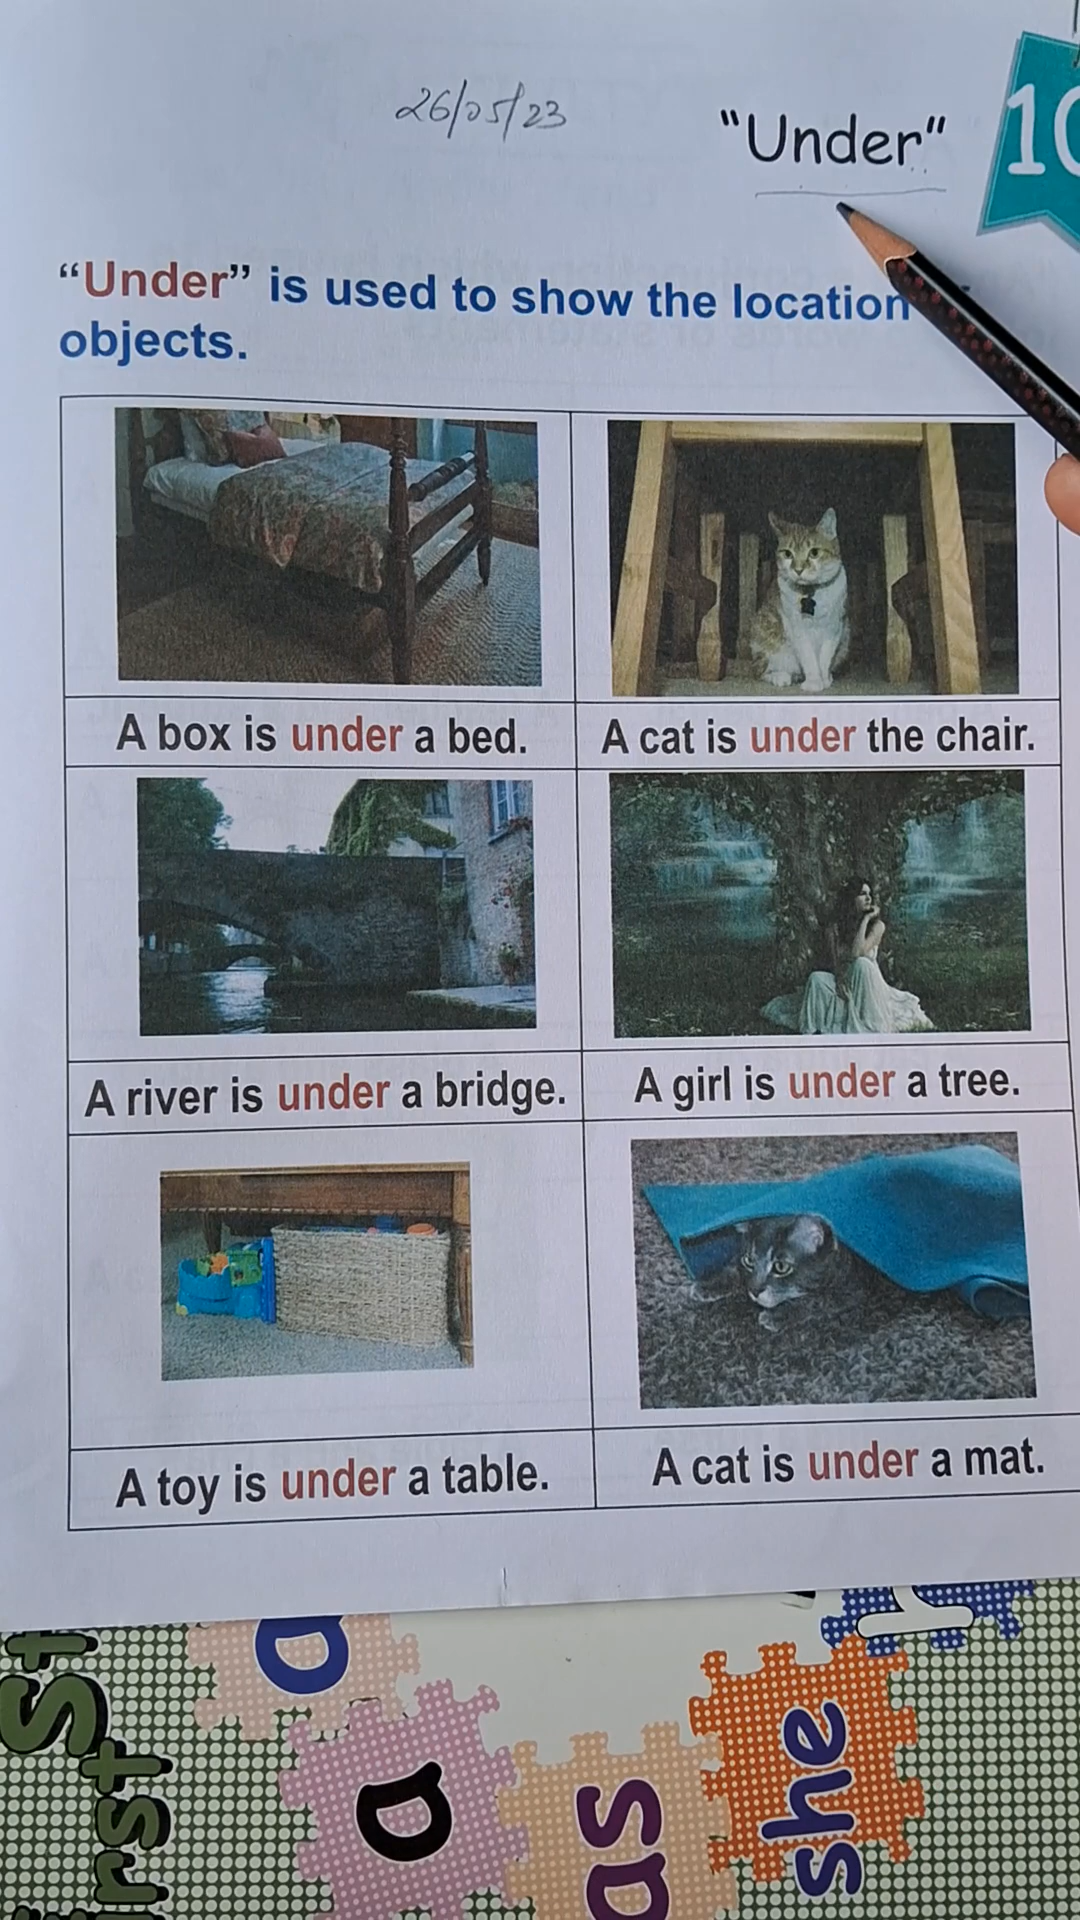 26/05/23
"Under"
10
“Under” is used to show the location
objects.
A box is under a bed.
A cat is under the chair.
A river is under a bridge.
A girl is under a tree.
A toy is under a table.
A cat is under a mat.
a
as
she